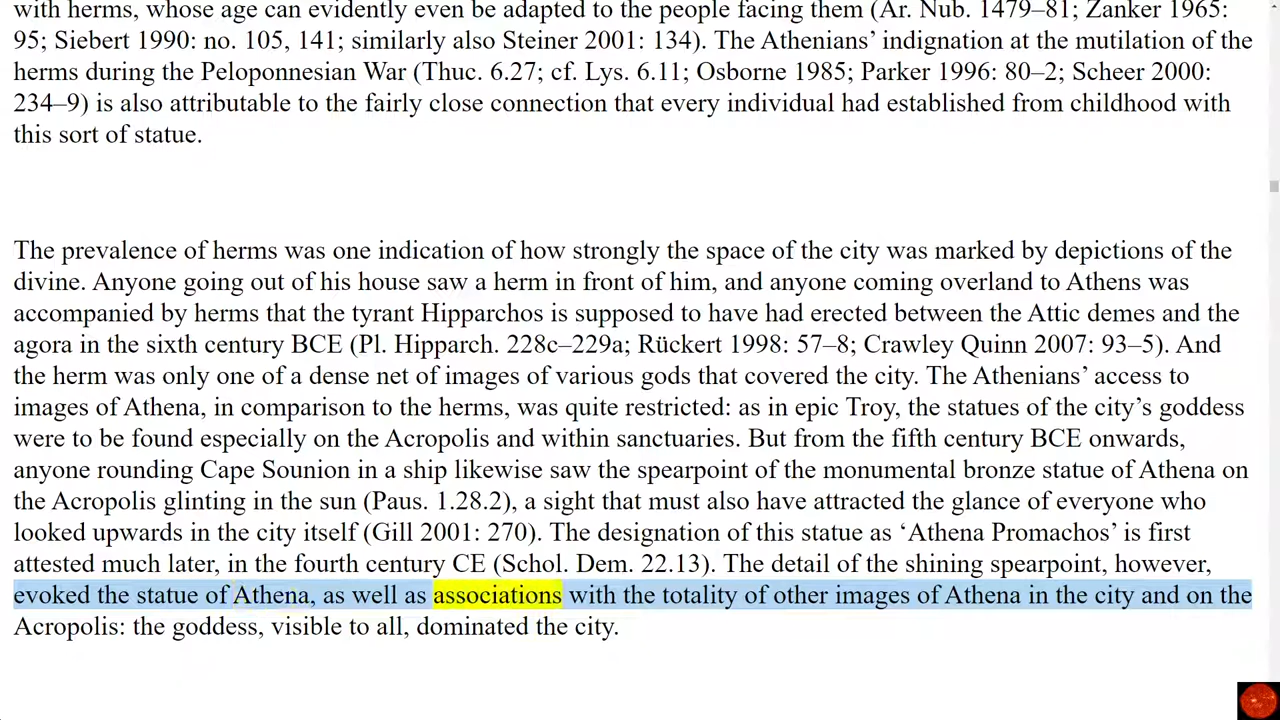 with herms, whose age can evidently even be adapted to the people facing them (Ar. Nub. 1479–81; Zanker 1965:
95; Siebert 1990: no. 105, 141; similarly also Steiner 2001: 134). The Athenians’ indignation at the mutilation of the
herms during the Peloponnesian War (Thuc. 6.27; cf. Lys. 6.11; Osborne 1985; Parker 1996: 80–2; Scheer 2000:
234–9) is also attributable to the fairly close connection that every individual had established from childhood with
this sort of statue.
The prevalence of herms was one indication of how strongly the space of the city was marked by depictions of the
divine. Anyone going out of his house saw a herm in front of him, and anyone coming overland to Athens was
accompanied by herms that the tyrant Hipparchos is supposed to have had erected between the Attic demes and the
agora in the sixth century BCE (Pl. Hipparch. 228c–229a; Rückert 1998: 57–8; Crawley Quinn 2007: 93–5). And
the herm was only one of a dense net of images of various gods that covered the city. The Athenians’ access to
images of Athena, in comparison to the herms, was quite restricted: as in epic Troy, the statues of the city’s goddess
were to be found especially on the Acropolis and within sanctuaries. But from the fifth century BCE onwards,
anyone rounding Cape Sounion in a ship likewise saw the spearpoint of the monumental bronze statue of Athena on
the Acropolis glinting in the sun (Paus. 1.28.2), a sight that must also have attracted the glance of everyone who
looked upwards in the city itself (Gill 2001: 270). The designation of this statue as ‘Athena Promachos’ is first
attested much later, in the fourth century CE (Schol. Dem. 22.13). The detail of the shining spearpoint, however,
evoked the statue of Athena, as well as associations with the totality of other images of Athena in the city and on the
Acropolis: the goddess, visible to all, dominated the city.